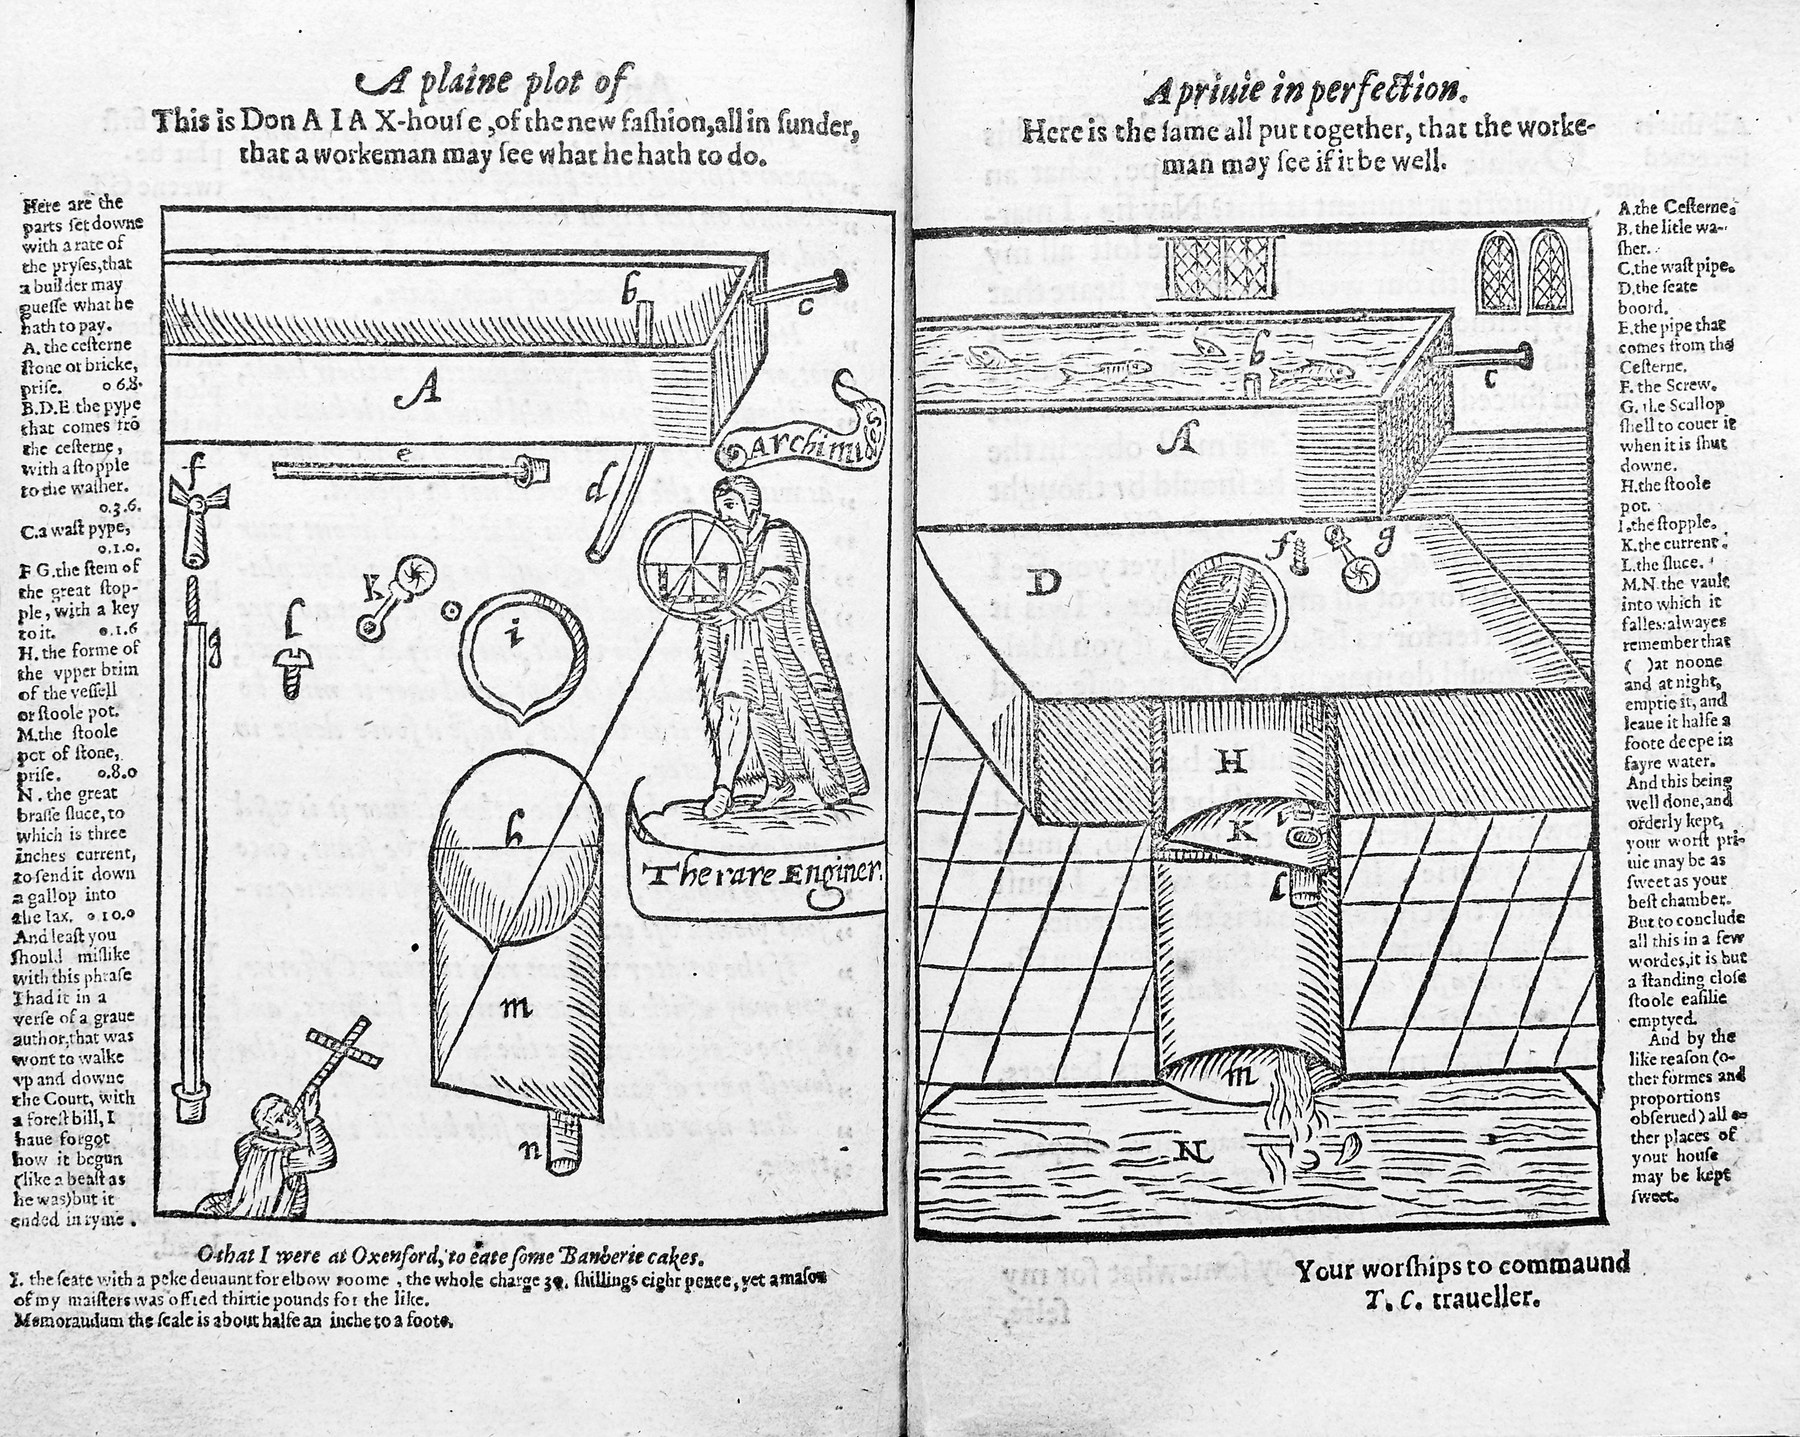 A plaine plot of
This is Don A I A X-houſe, of the new faſhion, all in ſunder,
that a workeman may ſee what he hath to do.
Here are the
parts ſet downe
with a rate of
the pryſes, that
a builder may
gueſſe what he
hath to pay.
A. the ceſterne
ſtone or bricke,
priſe. 0 6.8.
B.D.E the pype
that comes frõ
the ceſterne,
with a ſtopple
to the waſher.
0.3.6.
C.a waſt pype,
0.1.0.
F G. the ſtem of
the great ſtop-
ple, with a key
to it. 0.1.6
H. the forme of
the vpper brim
of the veſſell
or ſtoole pot.
M. the ſtoole
pot of ſtone,
priſe. 0.8.0
N. the great
braſſe ſluce, to
which is three
inches current,
to ſend it down
a gallop into
the Iax. 0 10.0
And leaſt you
ſhould miſlike
with this phraſe
I had it in a
verſe of a graue
author, that was
wont to walke
vp and downe
the Court, with
a foreſt bill, I
haue forgot
how it begun
(like a beaſt as
he was) but it
ended in ryme.
b
c
A
Archimides
f
e
d
K
g
l
i
h
The rare Enginer.
m
n
O that I were at Oxenford, to eate ſome Banberie cakes.
I. the ſeate with a peke deuaunt for elbow roome, the whole charge 30. ſhillings eight pence, yet a maſon
of my maiſters was offred thirtie pounds for the like.
Memoraudum the ſcale is about halfe an inche to a foote.
A priuie in perfection.
Here is the ſame all put together, that the worke-
man may ſee if it be well.
b
c
A
D
f
g
H
K
l
m
N
A.the Ceſterne.
B. the litle wa-
ſher.
C.the waſt pipe.
D.the ſeate
boord.
E.the pipe that
comes from the
Ceſterne.
F. the Screw.
G. the Scallop
ſhell to couer it
when it is ſhut
downe.
H.the ſtoole
pot.
I.the ſtopple.
K.the current.
L.the ſluce.
M.N. the vault
into which it
falles: alwayes
remember that
( ) at noone
and at night,
emptie it, and
leaue it halfe a
foote deepe in
fayre water.
And this being
well done, and
orderly kept,
your worſt pri-
uie may be as
ſweet as your
beſt chamber.
But to conclude
all this in a few
wordes, it is but
a ſtanding cloſe
ſtoole eaſilie
emptyed.
And by the
like reaſon (o-
ther formes and
proportions
obſerued) all o-
ther places of
your houſe
may be kept
ſweet.
Your worſhips to commaund
T. C. traueller.